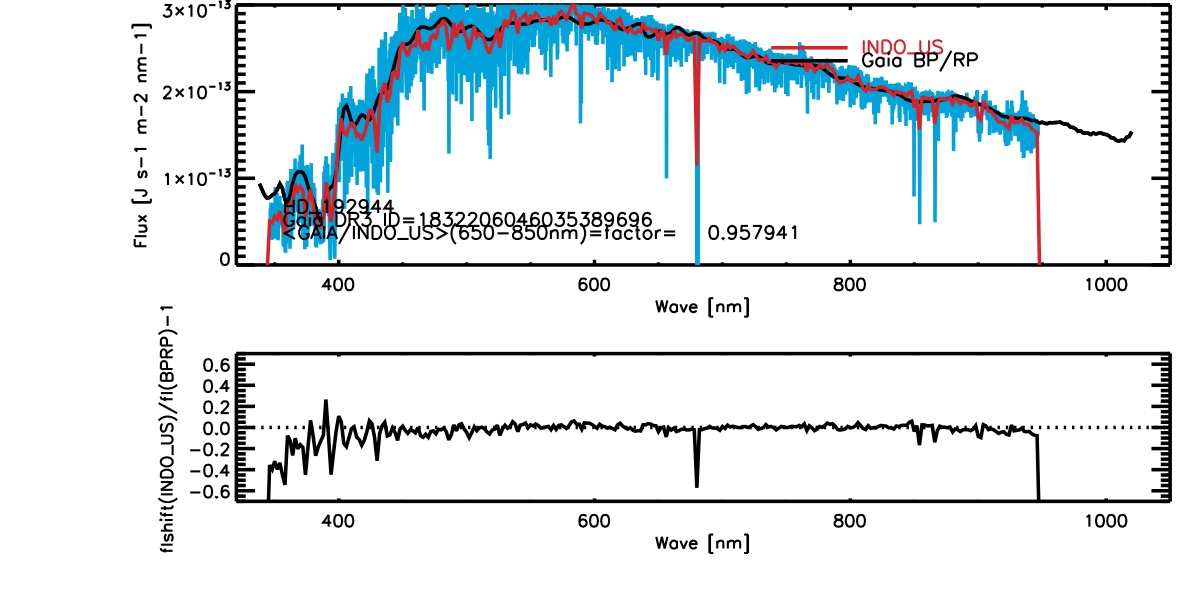 3×10−13
2×10−13
1×10−13
0
Flux [J s−1 m−2 nm−1]
INDO_US
Gaia BP/RP
HD_192944
Gaia DR3 ID=1832206046035389696
<GAIA/INDO_US>(650−850nm)=factor= 0.957941
400 600 800 1000
Wave [nm]
flshift(INDO_US)/fl(BPRP)−1
0.6
0.4
0.2
0.0
−0.2
−0.4
−0.6
400 600 800 1000
Wave [nm]